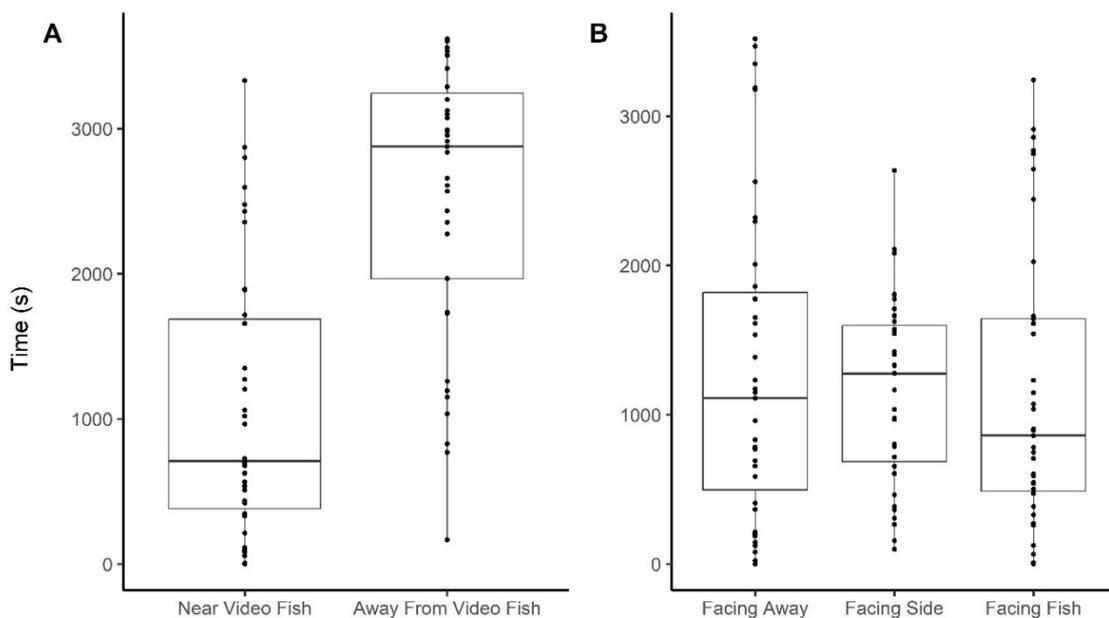 A
B
Time (s)
3000
2000
1000
0
Near Video Fish
Away From Video Fish
3000
2000
1000
0
Facing Away
Facing Side
Facing Fish